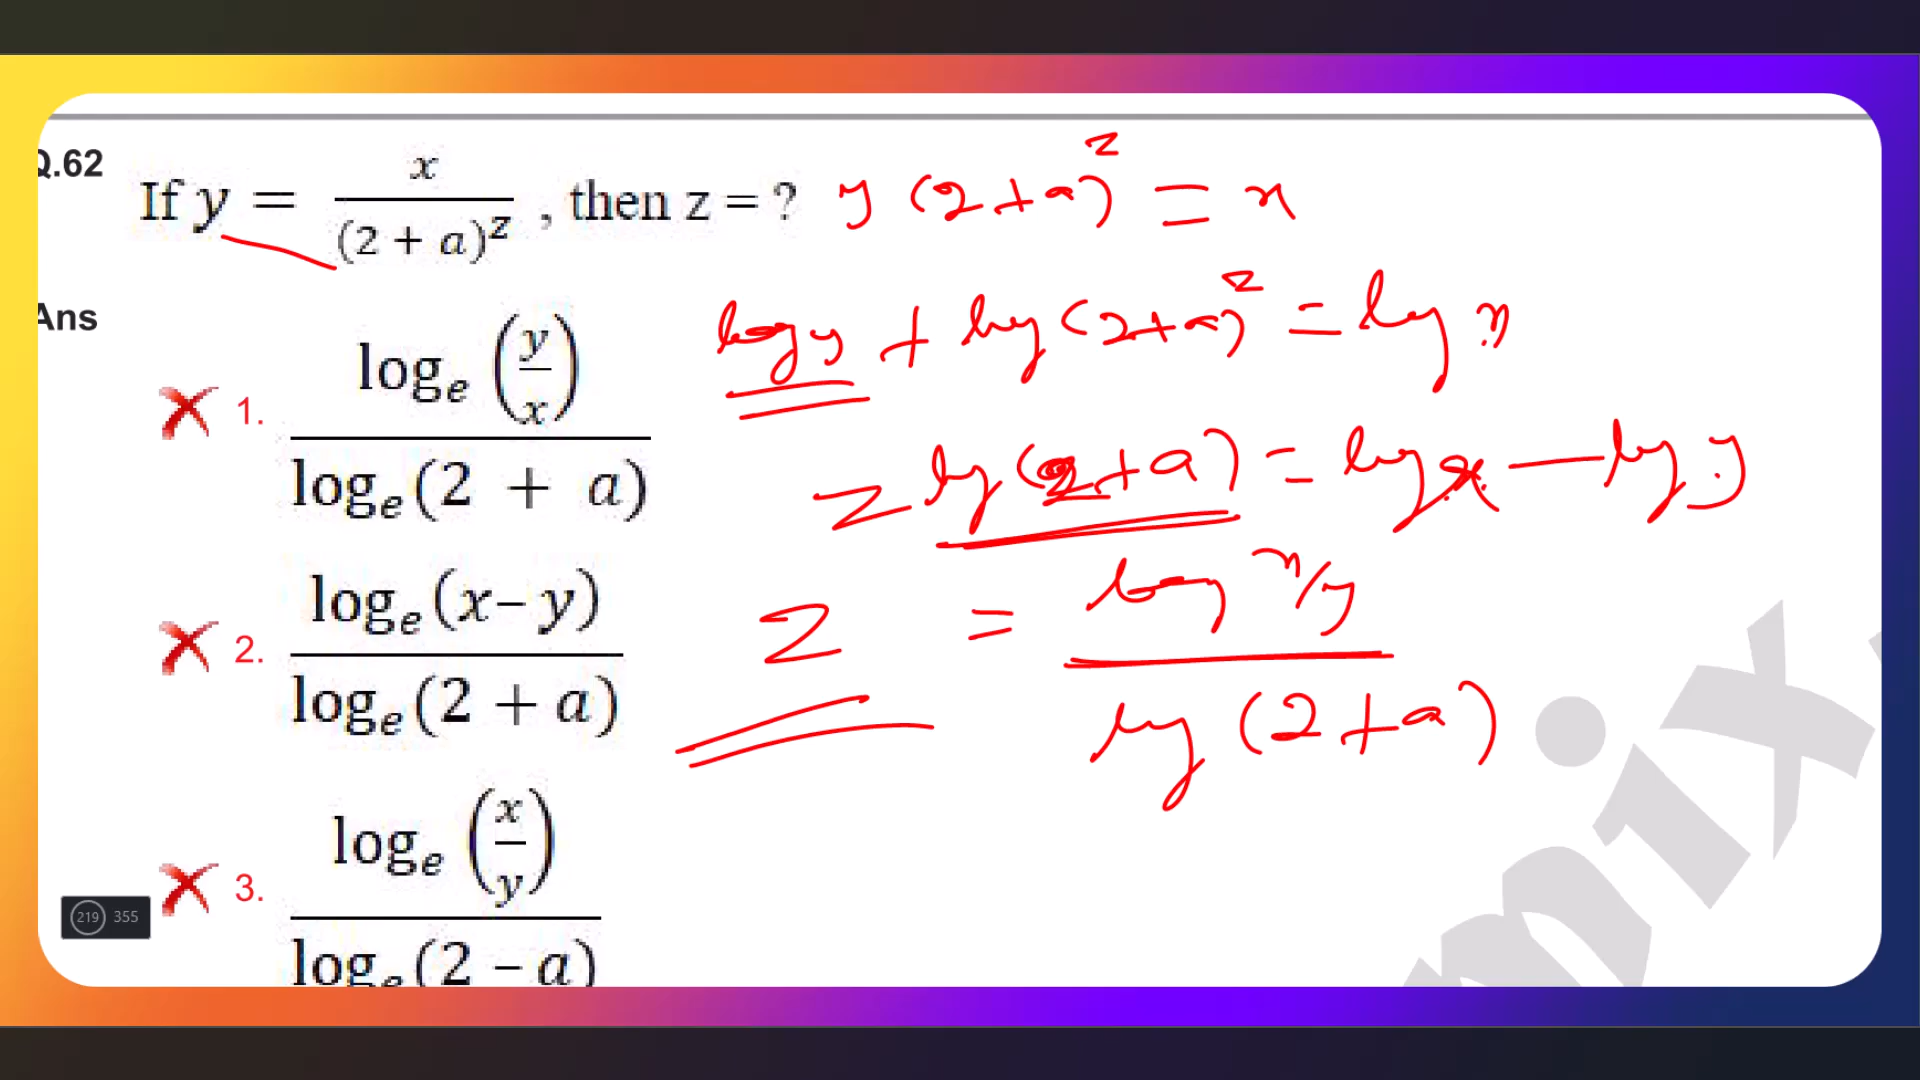 Q.62 If y = x / (2 + a)^z , then z = ? y (2+a)^z = x
Ans
log y + log (2+a)^z = log x
1. log_e (y/x) / log_e (2 + a)
z log (2+a) = log x — log y
2. log_e (x – y) / log_e (2 + a)
z = log x/y / log (2+a)
3. log_e (x/y) / log_e (2 – a)
219 355
mix